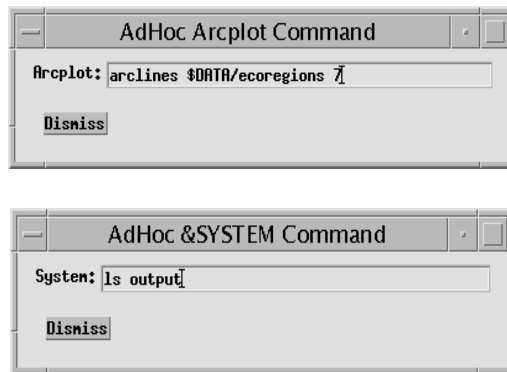 AdHoc Arcplot Command
Arcplot: arclines $DATA/ecoregions 7
Dismiss
AdHoc &SYSTEM Command
System: ls output
Dismiss